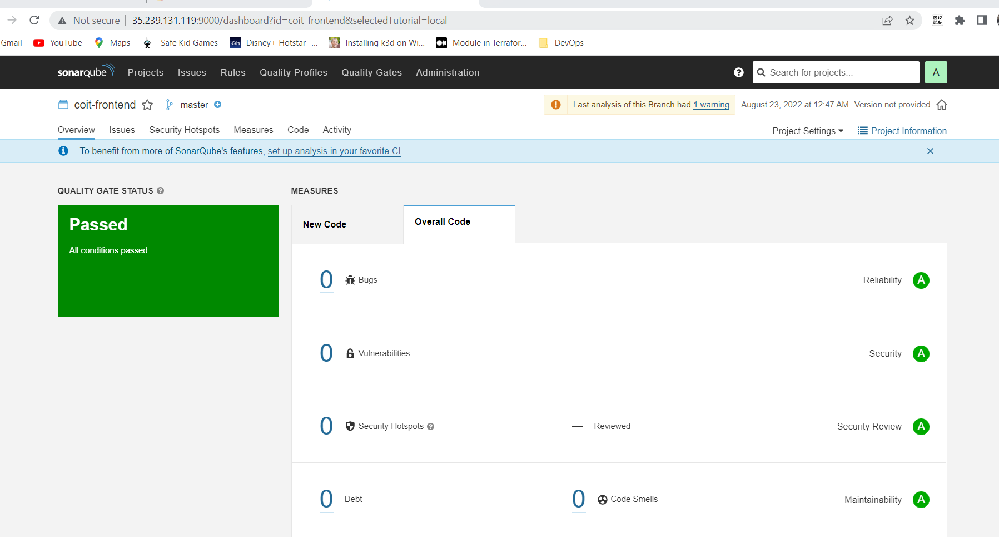 Not secure | 35.239.131.119:9000/dashboard?id=coit-frontend&selectedTutorial=local
Gmail YouTube Maps Safe Kid Games Disney+ Hotstar -... Installing k3d on Wi... Module in Terrafor... DevOps
sonarqube Projects Issues Rules Quality Profiles Quality Gates Administration ? Search for projects... A
coit-frontend master Last analysis of this Branch had 1 warning August 23, 2022 at 12:47 AM Version not provided
Overview Issues Security Hotspots Measures Code Activity Project Settings Project Information
To benefit from more of SonarQube's features, set up analysis in your favorite CI.
QUALITY GATE STATUS ? MEASURES
Passed
All conditions passed.
New Code Overall Code
0 Bugs Reliability A
0 Vulnerabilities Security A
0 Security Hotspots ? — Reviewed Security Review A
0 Debt 0 Code Smells Maintainability A